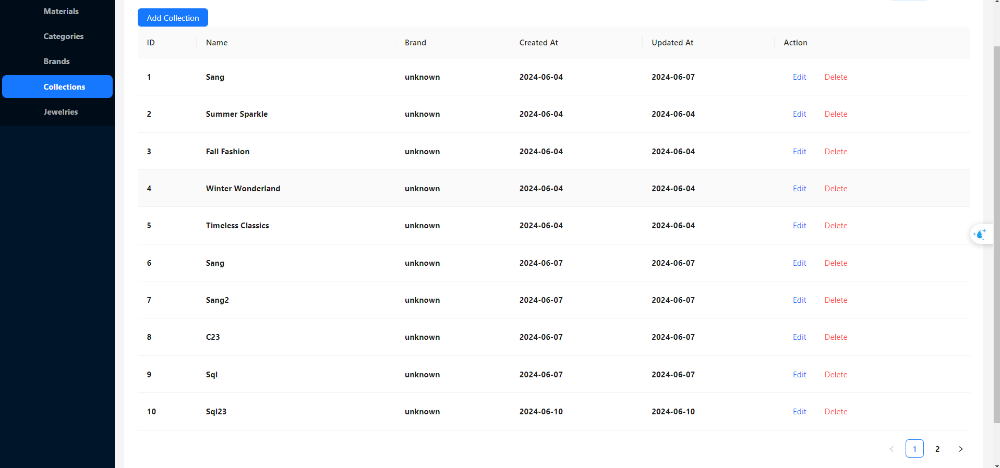 Materials
Categories
Brands
Collections
Jewelries
Add Collection
ID Name Brand Created At Updated At Action
1 Sang unknown 2024-06-04 2024-06-07 Edit Delete
2 Summer Sparkle unknown 2024-06-04 2024-06-04 Edit Delete
3 Fall Fashion unknown 2024-06-04 2024-06-04 Edit Delete
4 Winter Wonderland unknown 2024-06-04 2024-06-04 Edit Delete
5 Timeless Classics unknown 2024-06-04 2024-06-04 Edit Delete
6 Sang unknown 2024-06-07 2024-06-07 Edit Delete
7 Sang2 unknown 2024-06-07 2024-06-07 Edit Delete
8 C23 unknown 2024-06-07 2024-06-07 Edit Delete
9 Sql unknown 2024-06-07 2024-06-07 Edit Delete
10 Sql23 unknown 2024-06-10 2024-06-10 Edit Delete
< 1 2 >